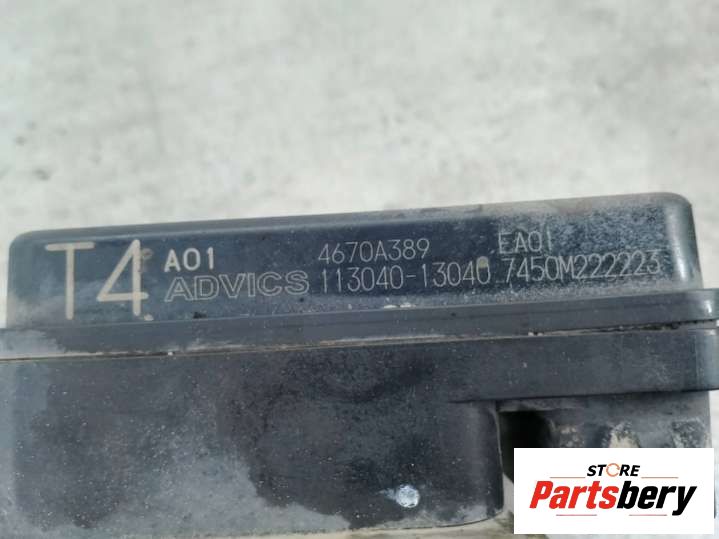 T4 A01 4670A389 EA01
ADVICS 113040-13040 7450M222223
STORE
Partsbery